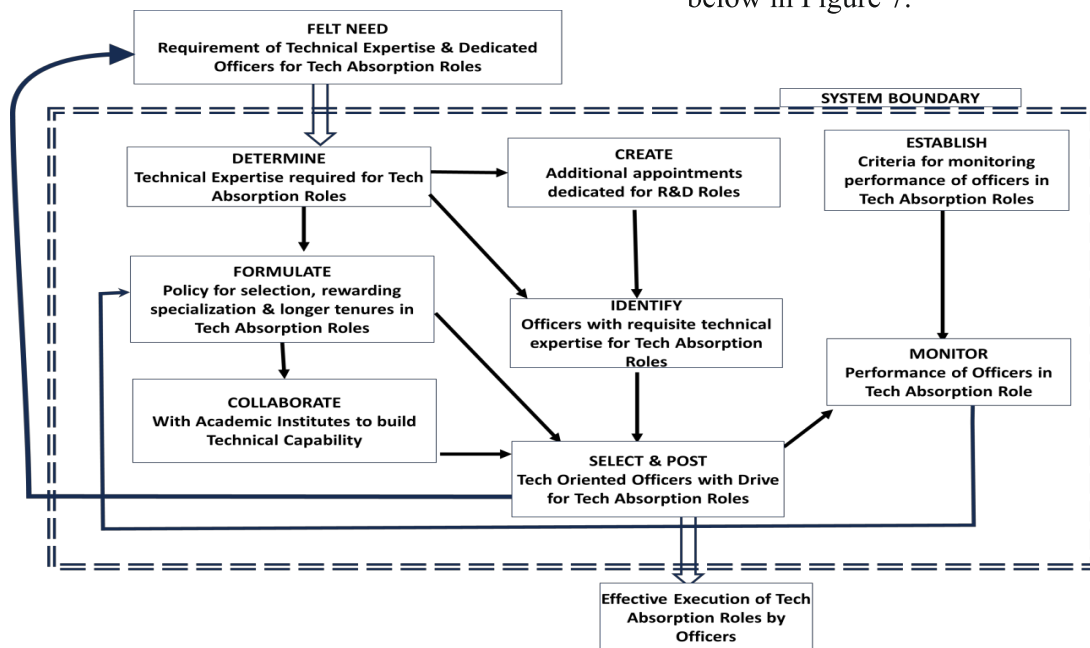 below in Figure 7.
FELT NEED
Requirement of Technical Expertise & Dedicated
Officers for Tech Absorption Roles
SYSTEM BOUNDARY
DETERMINE
Technical Expertise required for Tech
Absorption Roles
CREATE
Additional appointments
dedicated for R&D Roles
ESTABLISH
Criteria for monitoring
performance of officers in
Tech Absorption Roles
FORMULATE
Policy for selection, rewarding
specialization & longer tenures in
Tech Absorption Roles
IDENTIFY
Officers with requisite technical
expertise for Tech Absorption
Roles
MONITOR
Performance of Officers in
Tech Absorption Role
COLLABORATE
With Academic Institutes to build
Technical Capability
SELECT & POST
Tech Oriented Officers with Drive
for Tech Absorption Roles
Effective Execution of Tech
Absorption Roles by
Officers